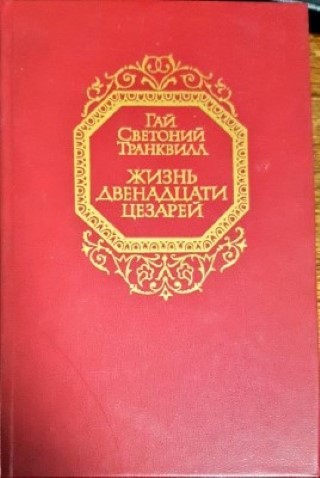 ГАЙ
СВЕТОНИЙ
ТРАНКВИЛЛ
ЖИЗНЬ
ДВЕНАДЦАТИ
ЦЕЗАРЕЙ